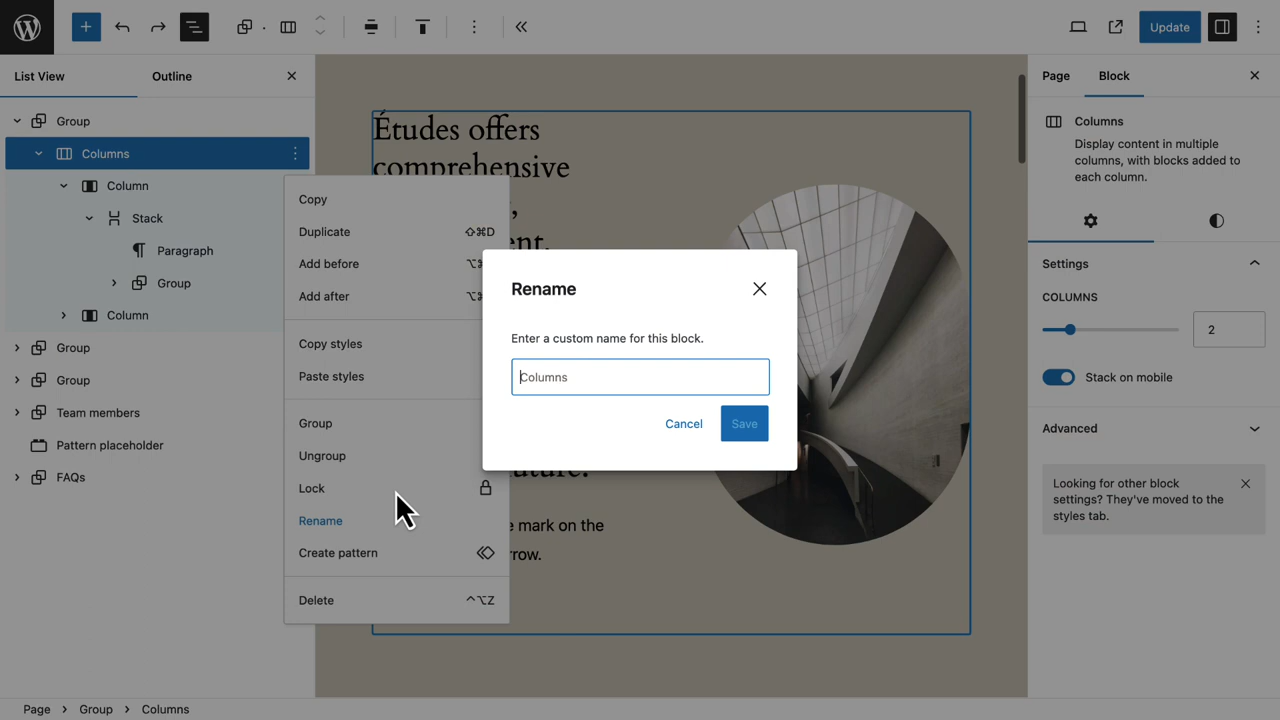 Update
List View
Outline
Page
Block
Group
Columns
Column
Stack
Paragraph
Group
Column
Group
Group
Team members
Pattern placeholder
FAQs
Études offers
comprehensive
,
ent,
uture.
e mark on the
row.
Copy
Duplicate ⇧⌘D
Add before
Add after
Copy styles
Paste styles
Group
Ungroup
Lock
Rename
Create pattern
Delete ^⌥Z
Rename
Enter a custom name for this block.
Columns
Cancel
Save
Columns
Display content in multiple
columns, with blocks added to
each column.
Settings
COLUMNS
2
Stack on mobile
Advanced
Looking for other block
settings? They've moved to the
styles tab.
Page > Group > Columns